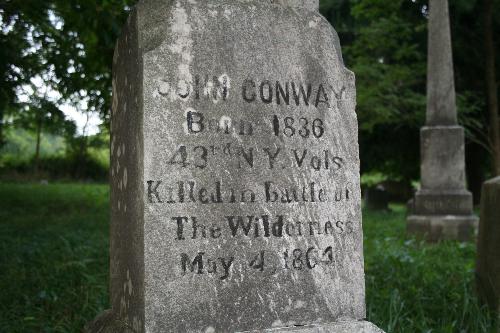 JOHN CONWAY
Born 1836
43rd N Y Vols
Killed in battle of
The Wilderness
May 4, 1864